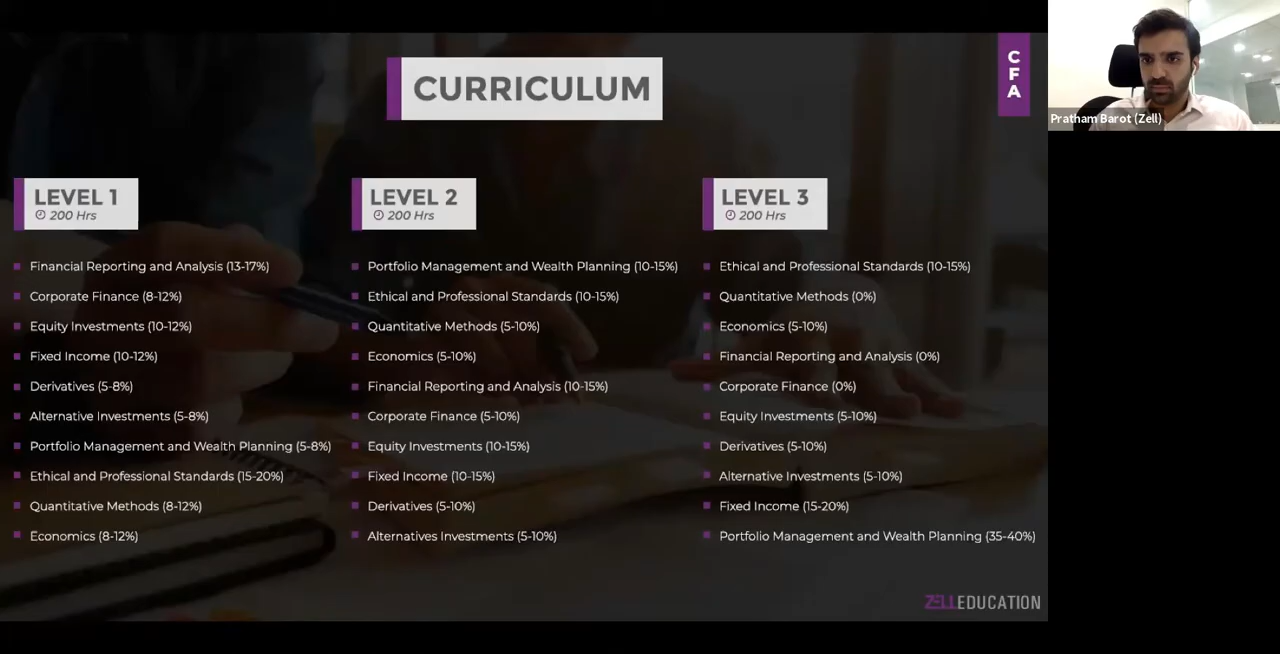 CURRICULUM
C
F
A
Pratham Barot (Zell)
LEVEL 1
200 Hrs
Financial Reporting and Analysis (13-17%)
Corporate Finance (8-12%)
Equity Investments (10-12%)
Fixed Income (10-12%)
Derivatives (5-8%)
Alternative Investments (5-8%)
Portfolio Management and Wealth Planning (5-8%)
Ethical and Professional Standards (15-20%)
Quantitative Methods (8-12%)
Economics (8-12%)
LEVEL 2
200 Hrs
Portfolio Management and Wealth Planning (10-15%)
Ethical and Professional Standards (10-15%)
Quantitative Methods (5-10%)
Economics (5-10%)
Financial Reporting and Analysis (10-15%)
Corporate Finance (5-10%)
Equity Investments (10-15%)
Fixed Income (10-15%)
Derivatives (5-10%)
Alternatives Investments (5-10%)
LEVEL 3
200 Hrs
Ethical and Professional Standards (10-15%)
Quantitative Methods (0%)
Economics (5-10%)
Financial Reporting and Analysis (0%)
Corporate Finance (0%)
Equity Investments (5-10%)
Derivatives (5-10%)
Alternative Investments (5-10%)
Fixed Income (15-20%)
Portfolio Management and Wealth Planning (35-40%)
ZELLEDUCATION